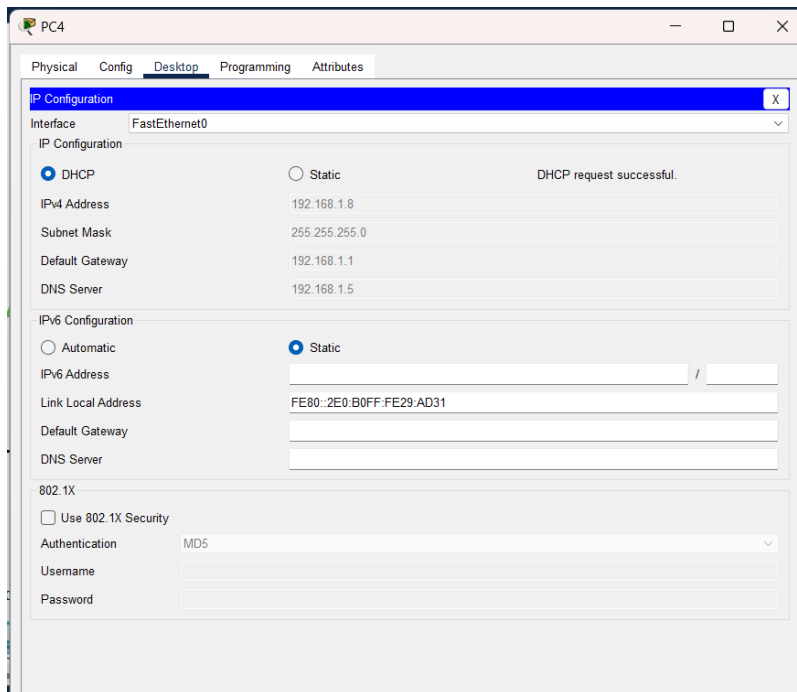 PC4
Physical Config Desktop Programming Attributes
IP Configuration X
Interface FastEthernet0
IP Configuration
DHCP Static DHCP request successful.
IPv4 Address 192.168.1.8
Subnet Mask 255.255.255.0
Default Gateway 192.168.1.1
DNS Server 192.168.1.5
IPv6 Configuration
Automatic Static
IPv6 Address /
Link Local Address FE80::2E0:B0FF:FE29:AD31
Default Gateway
DNS Server
802.1X
Use 802.1X Security
Authentication MD5
Username
Password